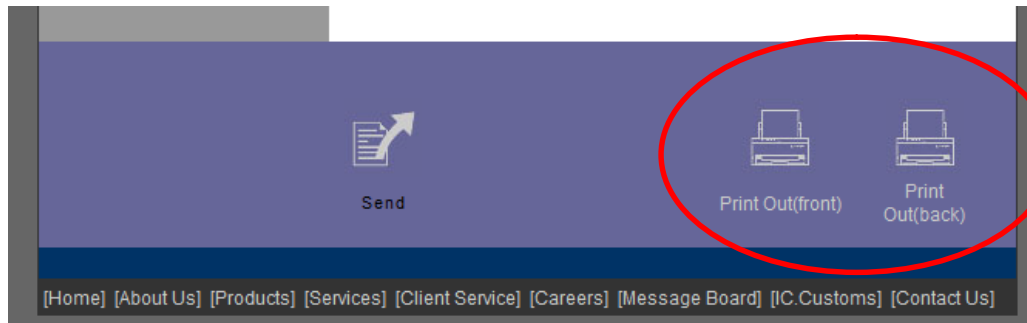 Send
Print Out(front)
Print
Out(back)
[Home] [About Us] [Products] [Services] [Client Service] [Careers] [Message Board] [IC.Customs] [Contact Us]